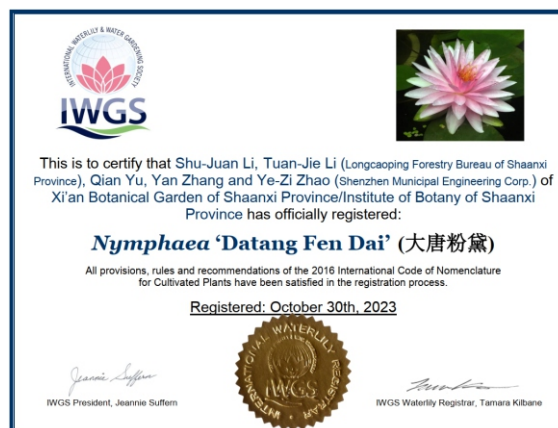 INTERNATIONAL WATERLILY & WATER GARDENING SOCIETY
IWGS
This is to certify that Shu-Juan Li, Tuan-Jie Li (Longcaoping Forestry Bureau of Shaanxi
Province), Qian Yu, Yan Zhang and Ye-Zi Zhao (Shenzhen Municipal Engineering Corp.) of
Xi'an Botanical Garden of Shaanxi Province/Institute of Botany of Shaanxi
Province has officially registered:
Nymphaea ‘Datang Fen Dai’ (大唐粉黛)
All provisions, rules and recommendations of the 2016 International Code of Nomenclature
for Cultivated Plants have been satisfied in the registration process.
Registered: October 30th, 2023
Jeannie Suffern
INTERNATIONAL WATERLILY REGISTRAR
IWGS
IWGS President, Jeannie Suffern
IWGS Waterlily Registrar, Tamara Kilbane